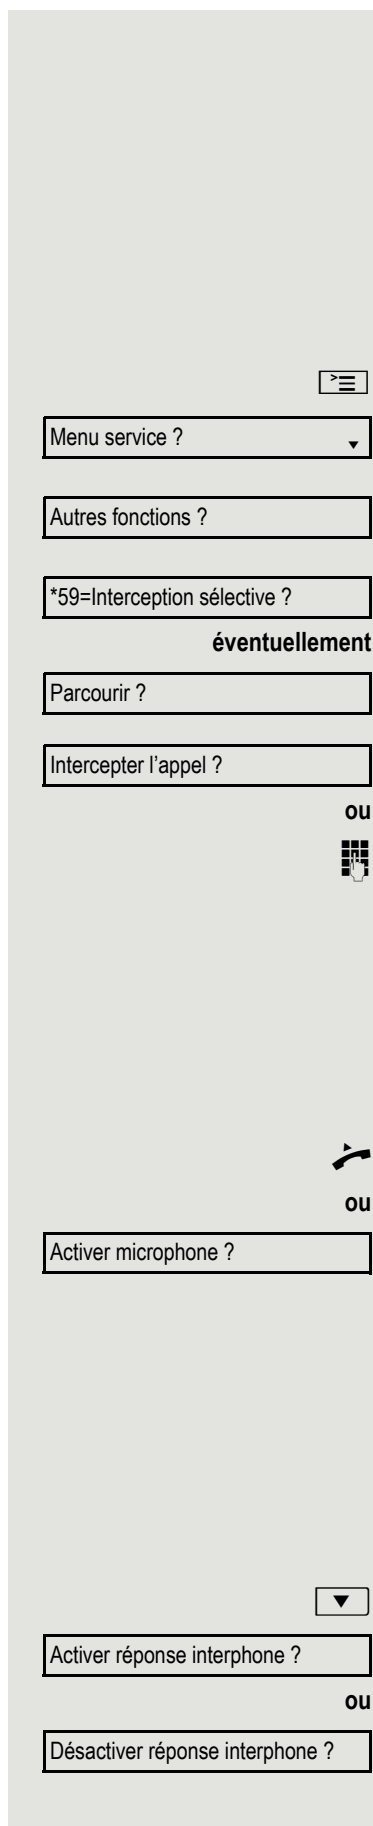 Menu service ?
Autres fonctions ?
*59=Interception sélective ?
éventuellement
Parcourir ?
Intercepter l’appel ?
ou
ou
Activer microphone ?
Activer réponse interphone ?
ou
Désactiver réponse interphone ?